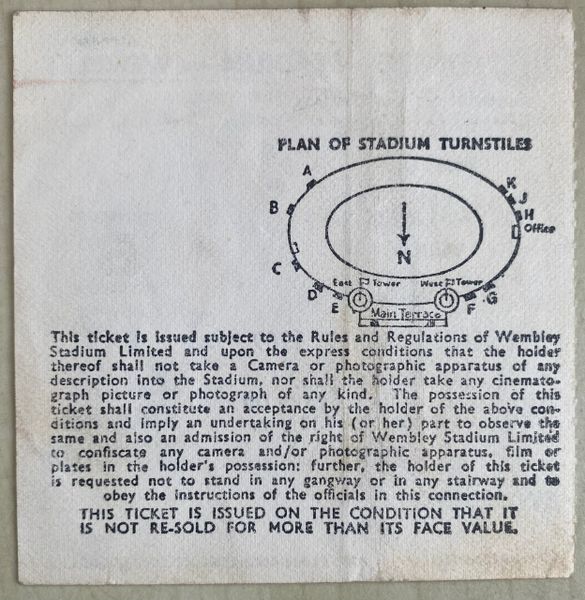 PLAN OF STADIUM TURNSTILES
A
K
J
B
H
Office
N
C
East Tower
West Tower
D
G
E
F
Main Terrace
This ticket is issued subject to the Rules and Regulations of Wembley
Stadium Limited and upon the express conditions that the holder
thereof shall not take a Camera or photographic apparatus of any
description into the Stadium, nor shall the holder take any cinemato-
graph picture or photograph of any kind. The possession of this
ticket shall constitute an acceptance by the holder of the above con-
ditions and imply an undertaking on his (or her) part to observe the
same and also an admission of the right of Wembley Stadium Limited
to confiscate any camera and/or photographic apparatus, film or
plates in the holder's possession: further, the holder of this ticket
is requested not to stand in any gangway or in any stairway and to
obey the instructions of the officials in this connection.
THIS TICKET IS ISSUED ON THE CONDITION THAT IT
IS NOT RE-SOLD FOR MORE THAN ITS FACE VALUE.